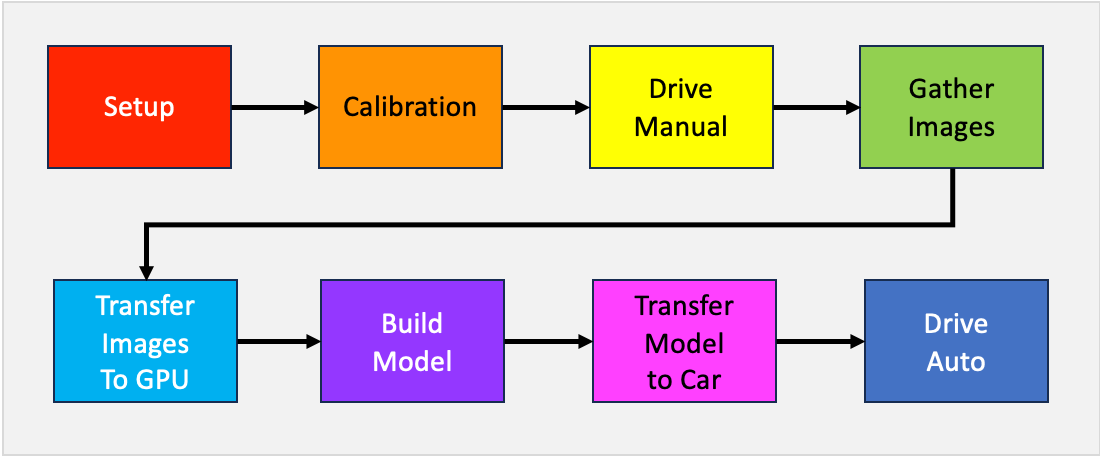 Setup
Calibration
Drive
Manual
Gather
Images
Transfer
Images
To GPU
Build
Model
Transfer
Model
to Car
Drive
Auto